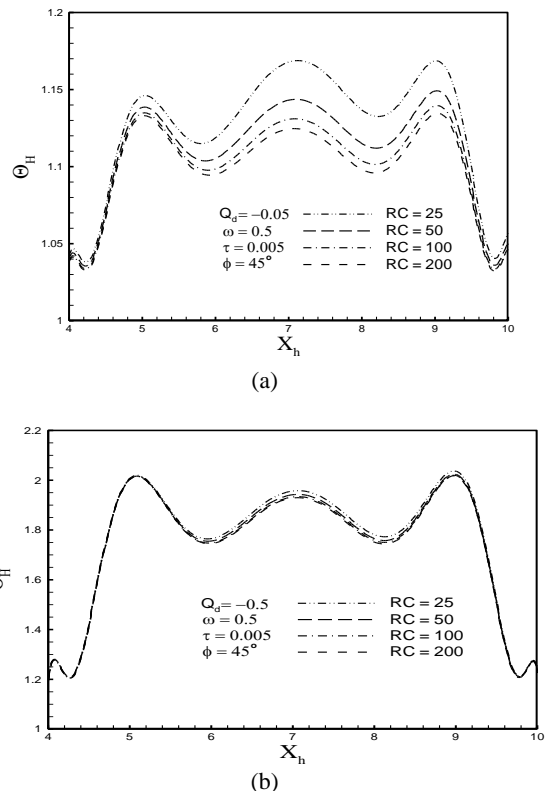 1.15
Θ_H
1.1
1.05
1
Q_d = −0.05
RC = 25
ω = 0.5
RC = 50
τ = 0.005
RC = 100
ϕ = 45°
RC = 200
4 5 6 7 8 9 10
X_h
(a)
2.2
2
1.8
1.6
1.4
1.2
1
Q_d = −0.5
RC = 25
ω = 0.5
RC = 50
τ = 0.005
RC = 100
ϕ = 45°
RC = 200
4 5 6 7 8 9 10
X_h
(b)